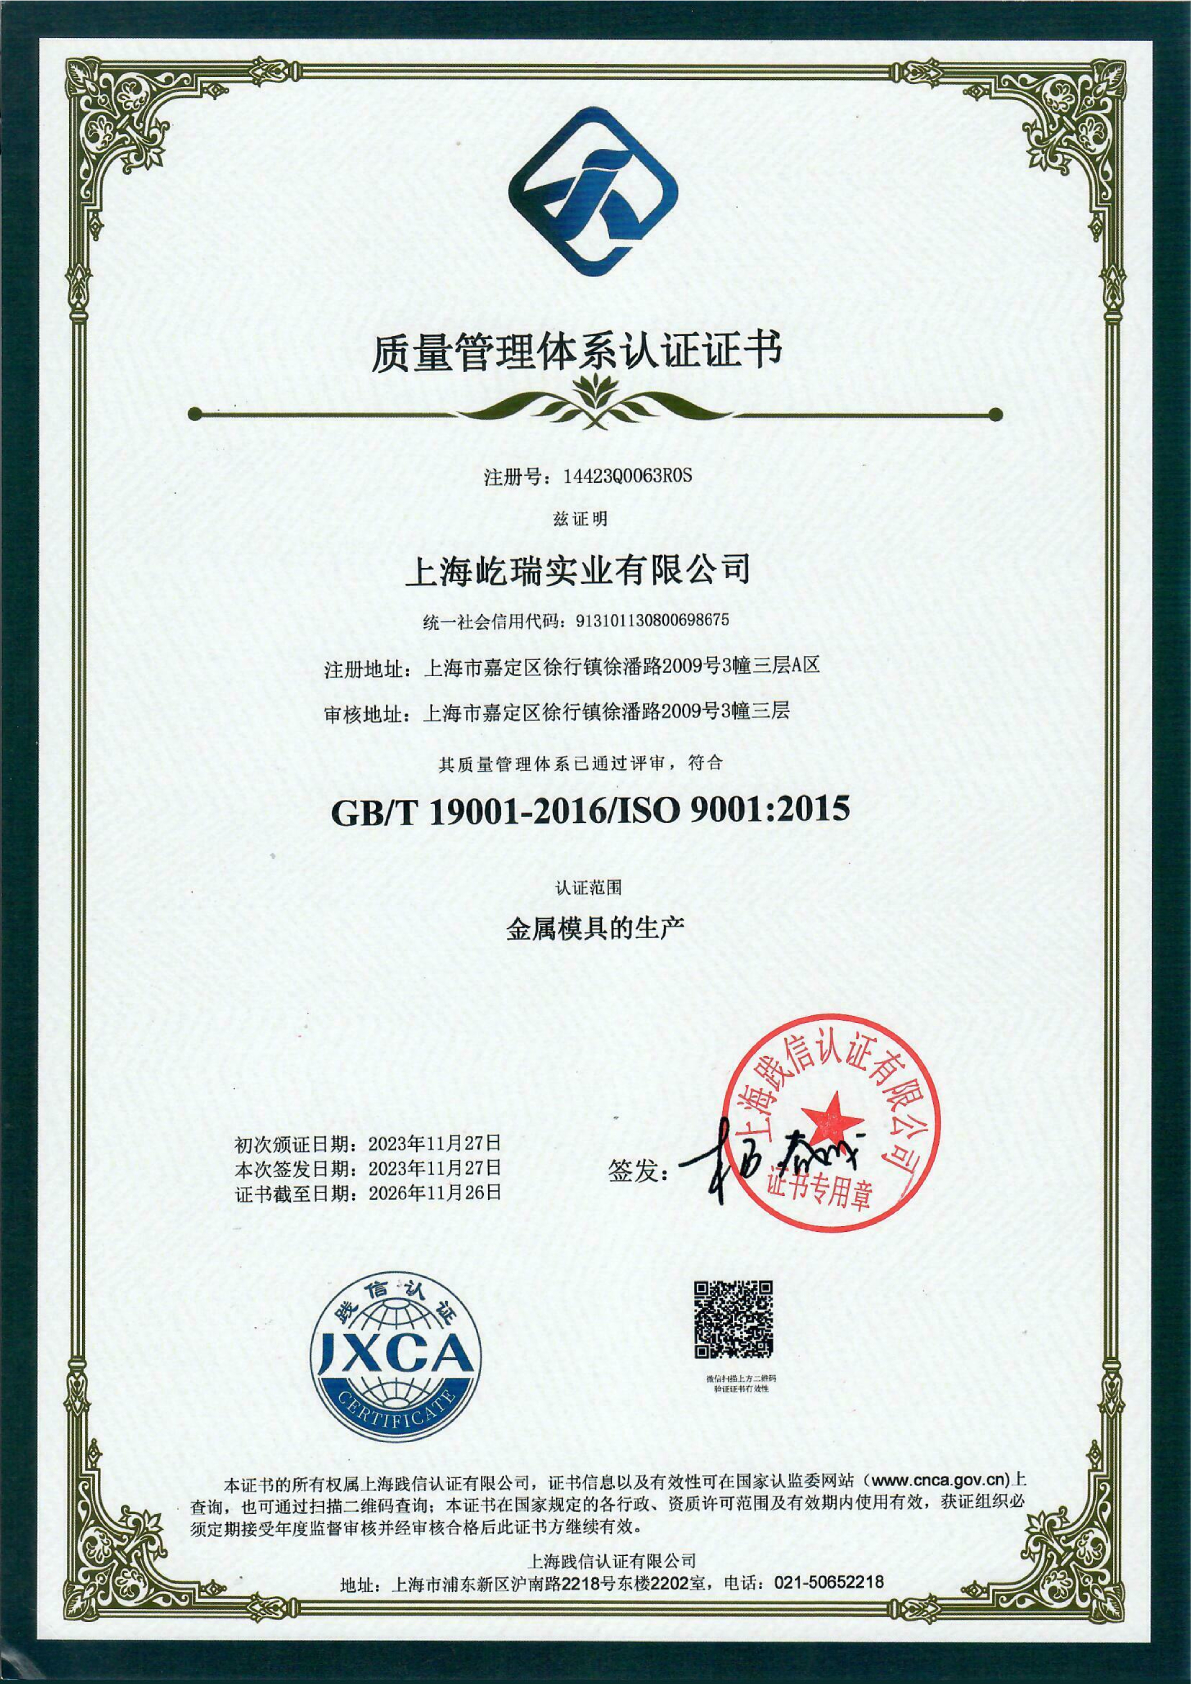 质量管理体系认证证书
注册号：14423Q0063R0S
兹证明
上海屹瑞实业有限公司
统一社会信用代码：913101130800698675
注册地址：上海市嘉定区徐行镇徐潘路2009号3幢三层A区
审核地址：上海市嘉定区徐行镇徐潘路2009号3幢三层
其质量管理体系已通过评审，符合
GB/T 19001-2016/ISO 9001:2015
认证范围
金属模具的生产
初次颁证日期：2023年11月27日
本次签发日期：2023年11月27日
证书截至日期：2026年11月26日
签发：
上海践信认证有限公司
证书专用章
践信认证
JXCA
CERTIFICATE
微信扫描上方二维码
验证证书有效性
本证书的所有权属上海践信认证有限公司，证书信息以及有效性可在国家认监委网站（www.cnca.gov.cn)上
查询，也可通过扫描二维码查询；本证书在国家规定的各行政、资质许可范围及有效期内使用有效，获证组织必
须定期接受年度监督审核并经审核合格后此证书方继续有效。
上海践信认证有限公司
地址：上海市浦东新区沪南路2218号东楼2202室，电话：021-50652218